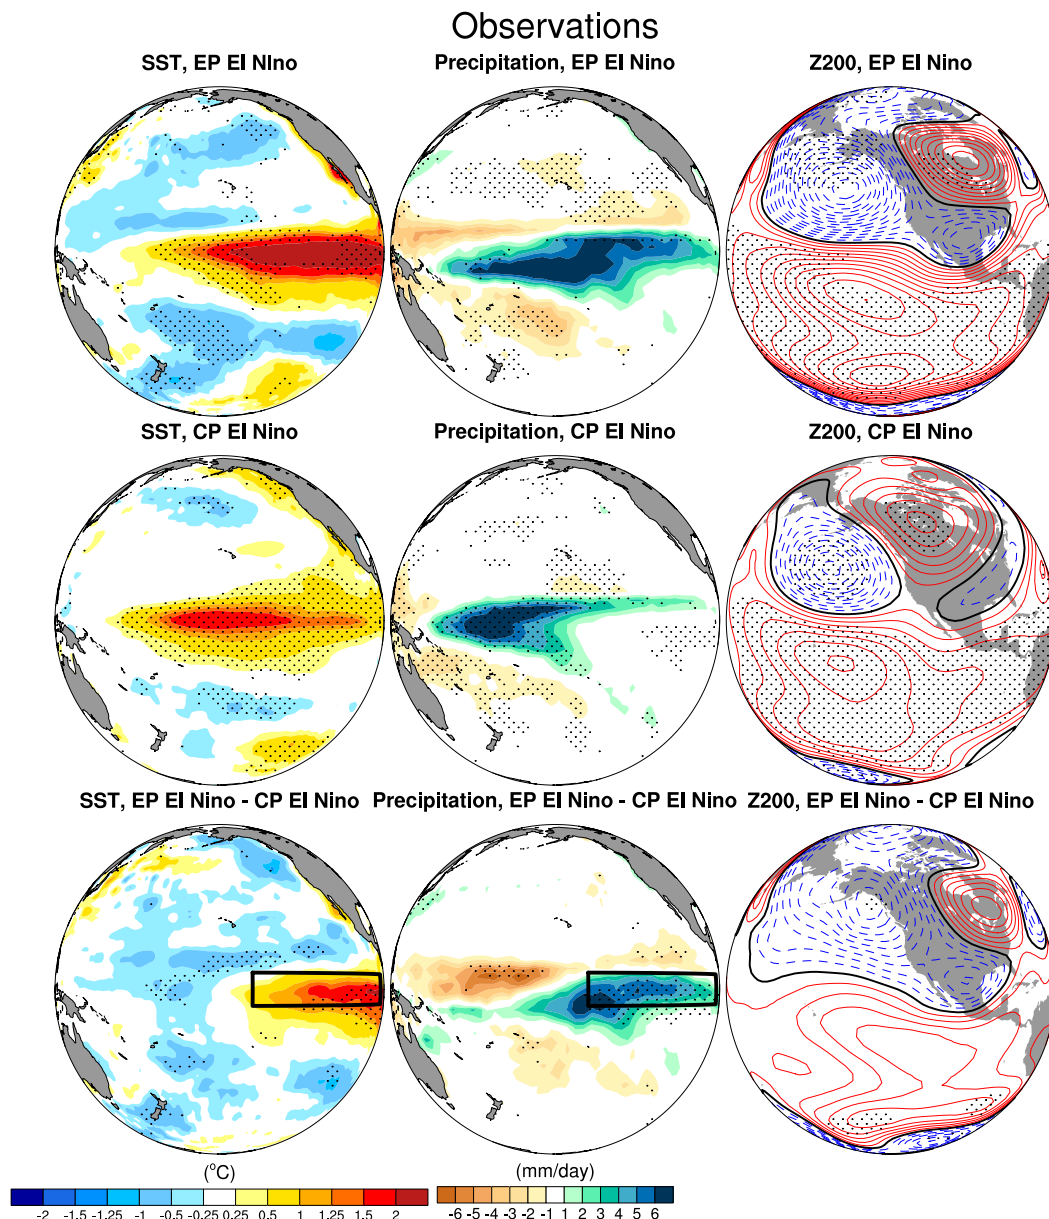 Observations
SST, EP El NIno
Precipitation, EP El Nino
Z200, EP El Nino
SST, CP El Nino
Precipitation, CP El Nino
Z200, CP El Nino
SST, EP El Nino - CP El Nino
Precipitation, EP El Nino - CP El Nino
Z200, EP El Nino - CP El Nino
(°C)
(mm/day)
-2 -1.5 -1.25 -1 -0.5 -0.25 0.25 0.5 1 1.25 1.5 2
-6 -5 -4 -3 -2 -1 1 2 3 4 5 6